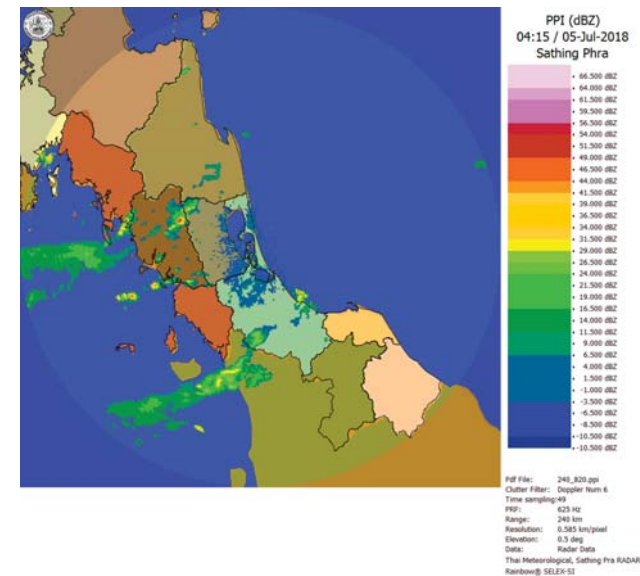 PPI (dBZ)
04:15 / 05-Jul-2018
Sathing Phra
66.500 dBZ
64.000 dBZ
61.500 dBZ
59.500 dBZ
56.500 dBZ
54.000 dBZ
51.500 dBZ
49.000 dBZ
46.500 dBZ
44.000 dBZ
41.500 dBZ
39.000 dBZ
36.500 dBZ
34.000 dBZ
31.500 dBZ
29.000 dBZ
26.500 dBZ
24.000 dBZ
21.500 dBZ
19.000 dBZ
16.500 dBZ
14.000 dBZ
11.500 dBZ
9.000 dBZ
6.500 dBZ
4.000 dBZ
1.500 dBZ
-1.000 dBZ
-3.500 dBZ
-6.500 dBZ
-8.500 dBZ
-10.500 dBZ
-10.500 dBZ
Pdf File: 240_820.ppi
Clutter Filter: Doppler Num 6
Time sampling:49
PRF: 625 Hz
Range: 240 km
Resolution: 0.585 km/pixel
Elevation: 0.5 deg
Data: Radar Data
Thai Meteorological, Sathing Pra RADAR
Rainbow® SELEX-SI